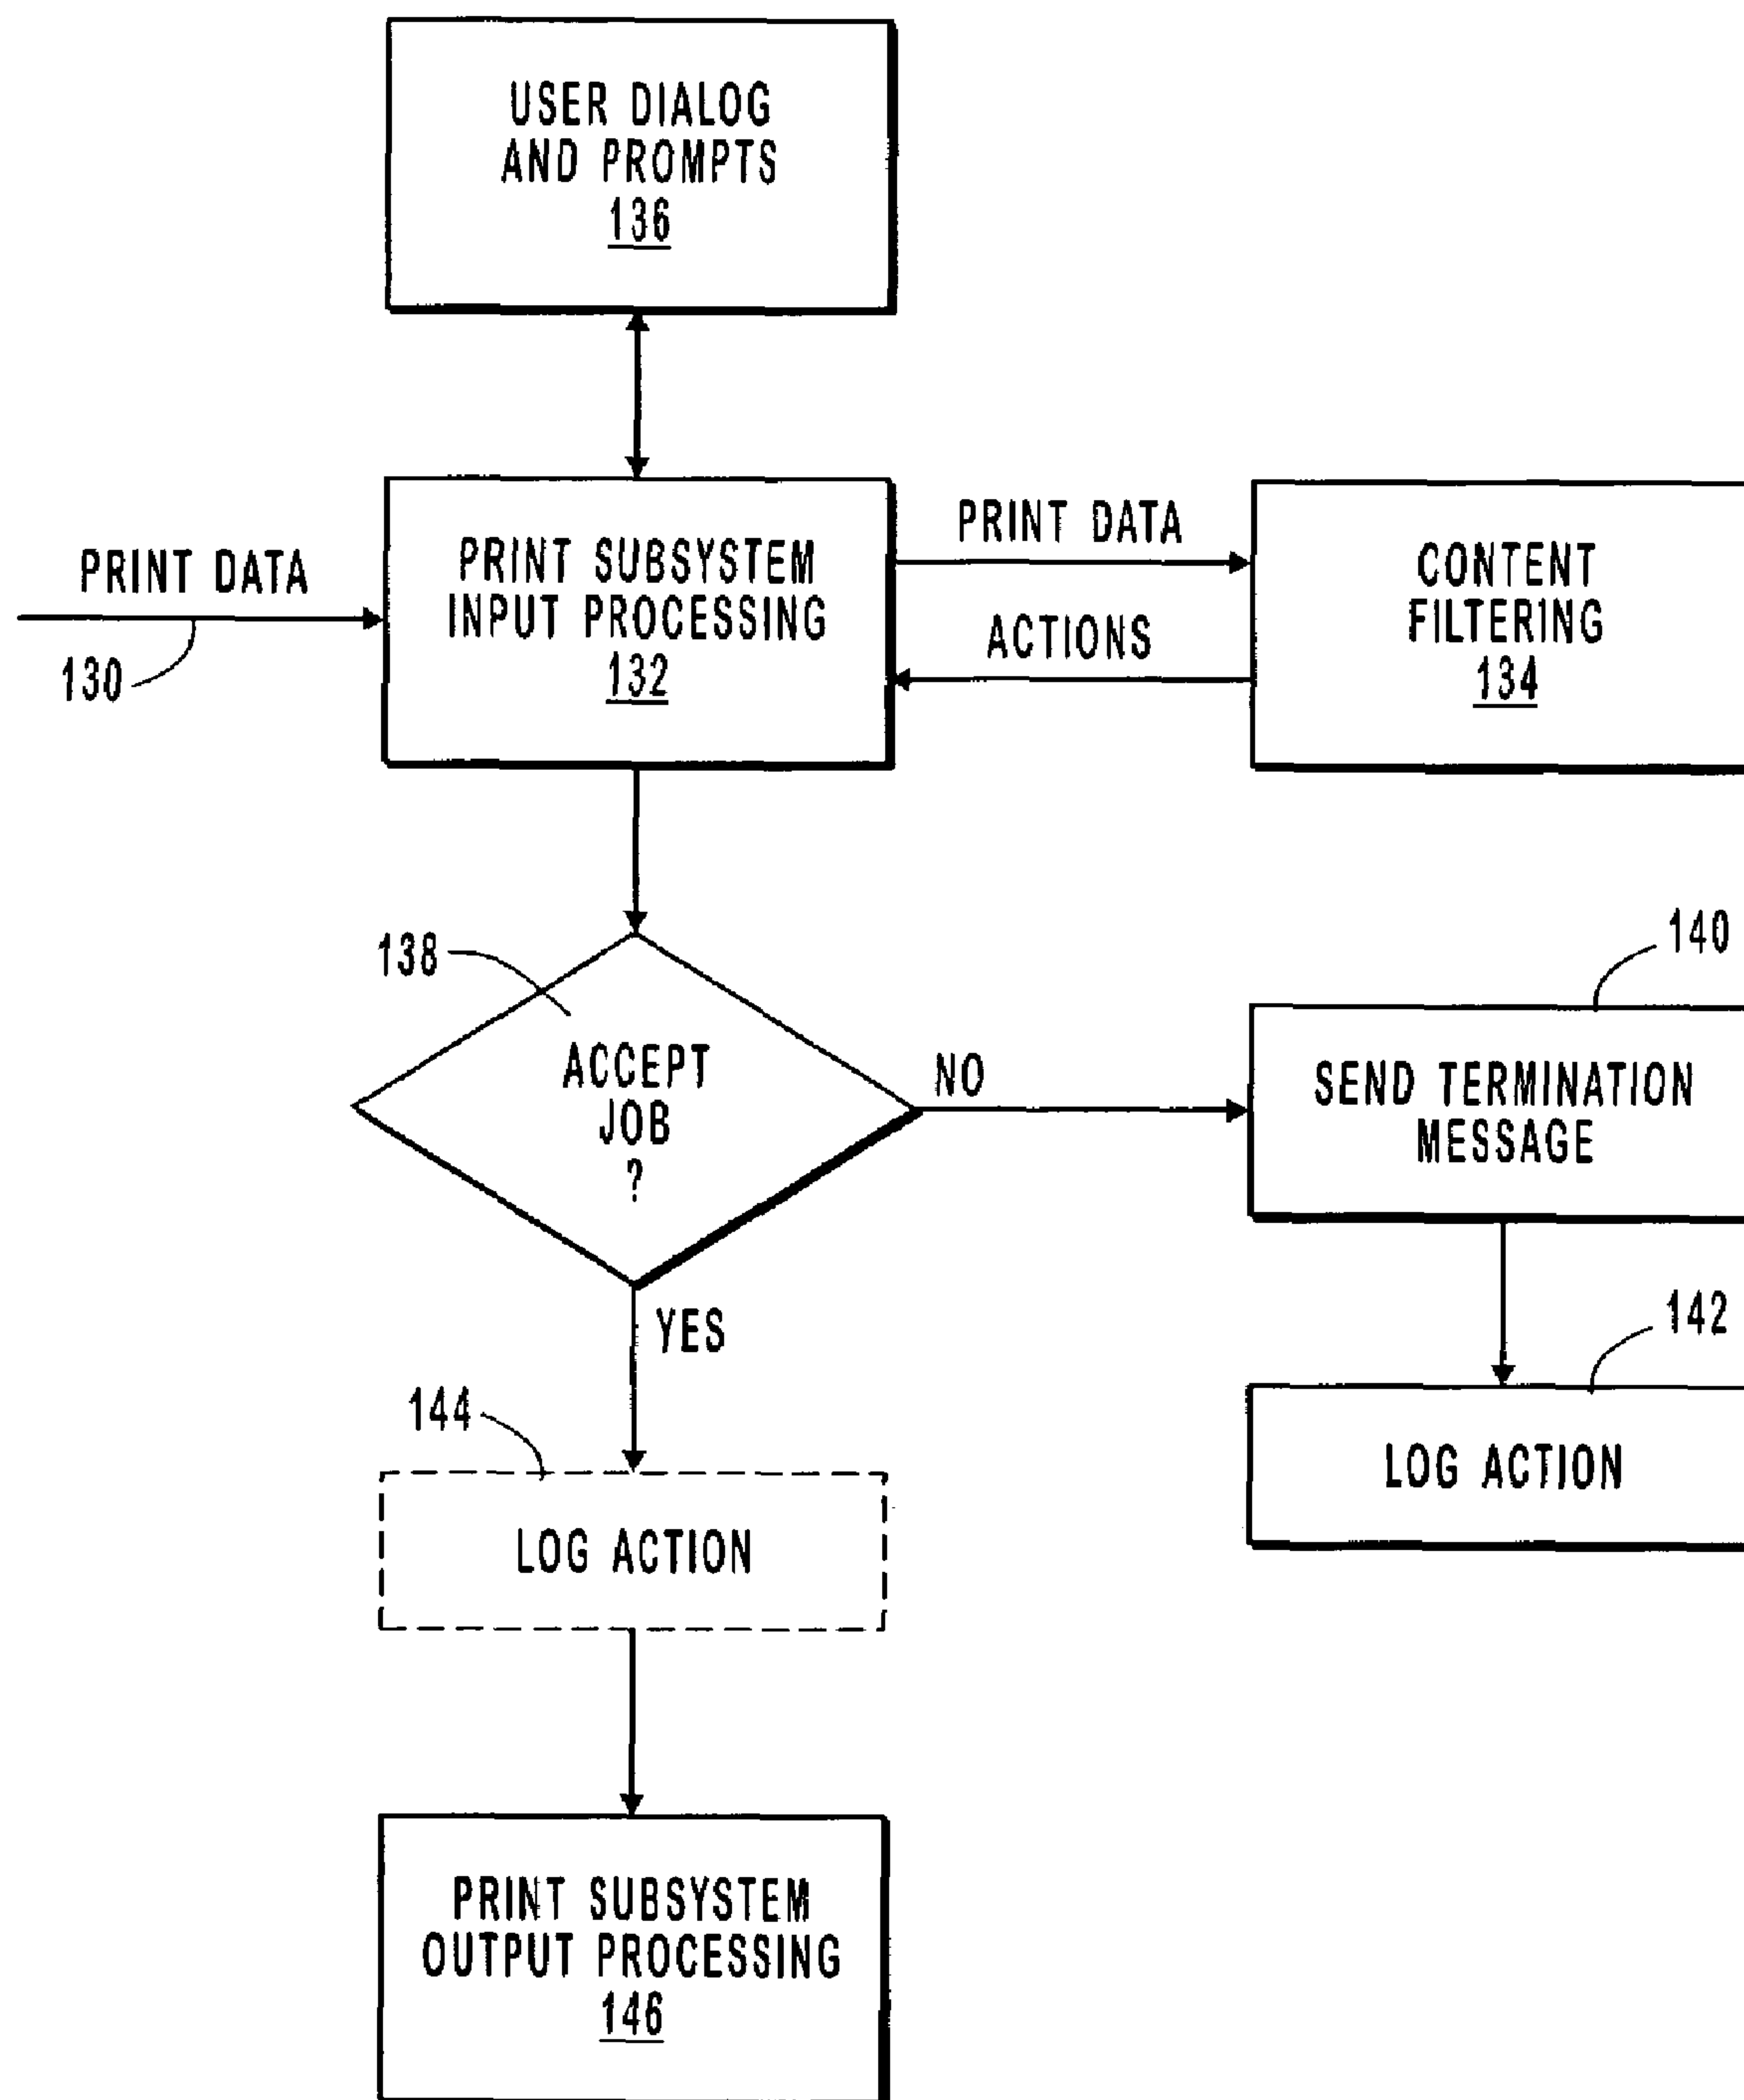 USER DIALOG
AND PROMPTS
136
PRINT DATA
130
PRINT SUBSYSTEM
INPUT PROCESSING
132
PRINT DATA
ACTIONS
CONTENT
FILTERING
134
138
ACCEPT
JOB
?
NO
140
SEND TERMINATION
MESSAGE
YES
142
LOG ACTION
144
LOG ACTION
PRINT SUBSYSTEM
OUTPUT PROCESSING
146